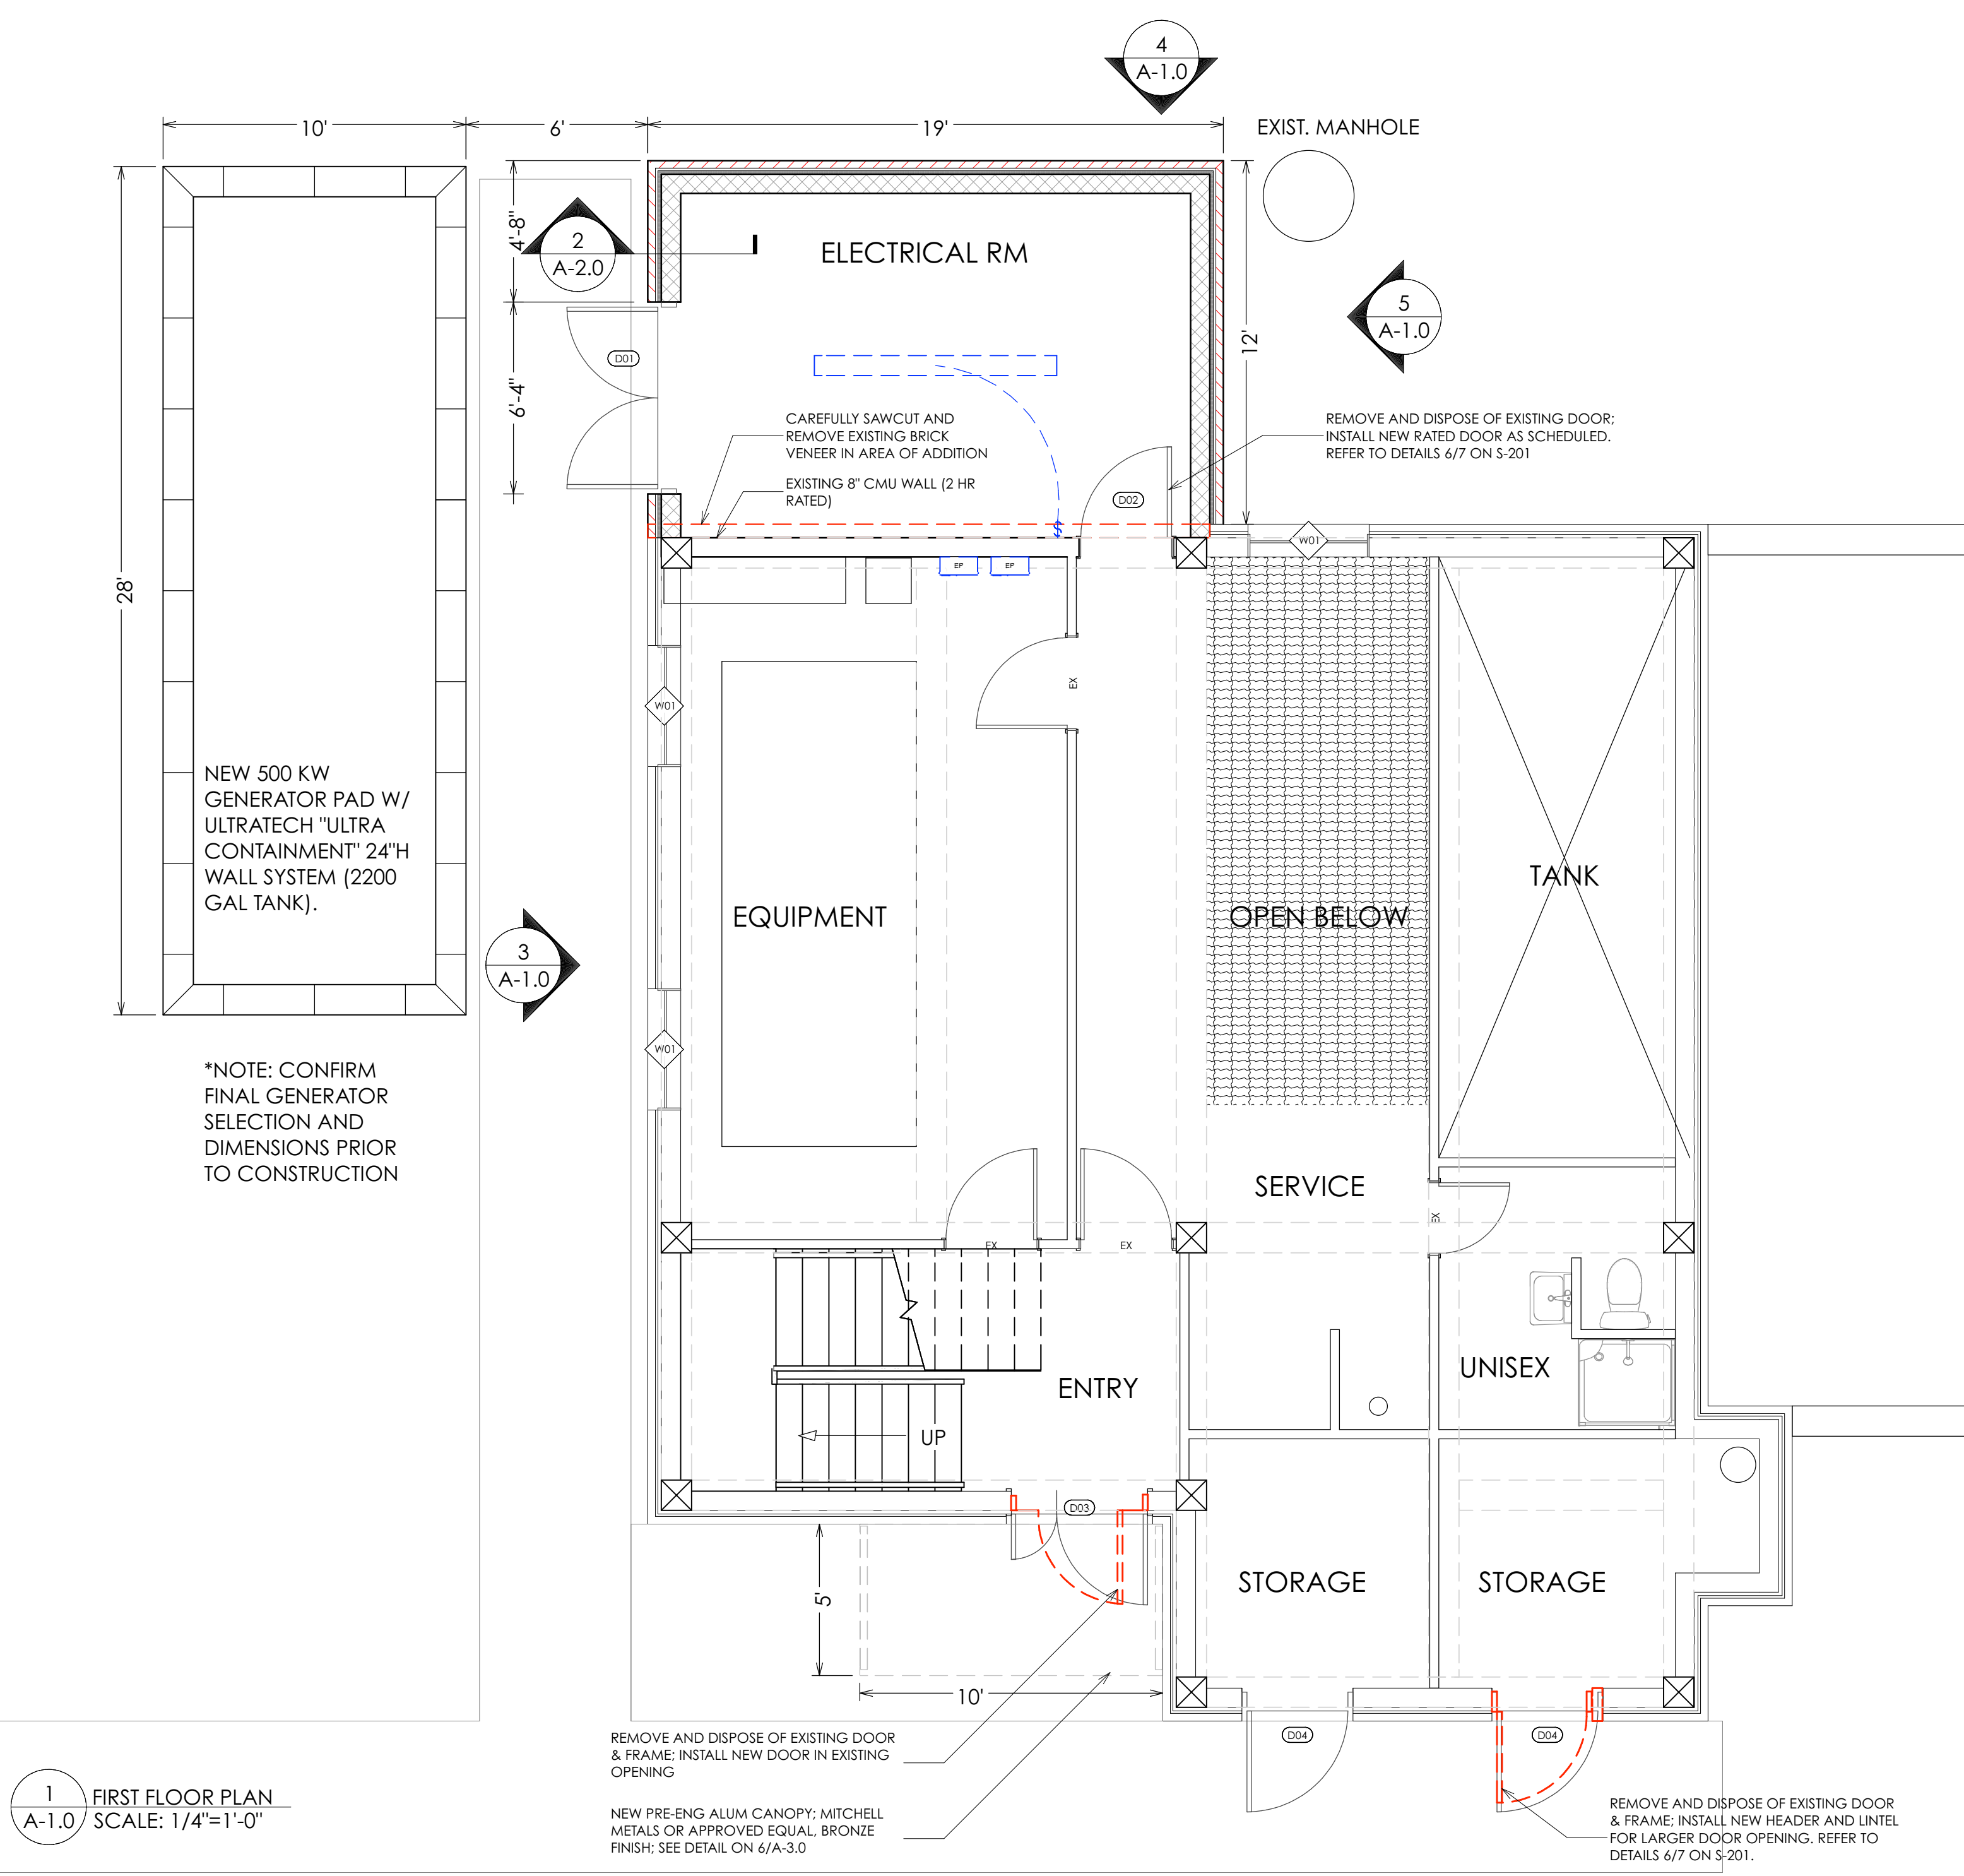 4
A-1.0
10'
6'
19'
EXIST. MANHOLE
4'-8"
2
A-2.0
ELECTRICAL RM
5
A-1.0
12'
D01
6'-4"
CAREFULLY SAWCUT AND
REMOVE EXISTING BRICK
VENEER IN AREA OF ADDITION
EXISTING 8" CMU WALL (2 HR
RATED)
REMOVE AND DISPOSE OF EXISTING DOOR;
INSTALL NEW RATED DOOR AS SCHEDULED.
REFER TO DETAILS 6/7 ON S-201
D02
$
W01
EP
EP
28'
EX
W01
NEW 500 KW
GENERATOR PAD W/
ULTRATECH "ULTRA
CONTAINMENT" 24"H
WALL SYSTEM (2200
GAL TANK).
TANK
EQUIPMENT
OPEN BELOW
3
A-1.0
W01
*NOTE: CONFIRM
FINAL GENERATOR
SELECTION AND
DIMENSIONS PRIOR
TO CONSTRUCTION
SERVICE
EX
EX
EX
UNISEX
ENTRY
UP
D03
5'
STORAGE
STORAGE
10'
D04
D04
REMOVE AND DISPOSE OF EXISTING DOOR
& FRAME; INSTALL NEW DOOR IN EXISTING
OPENING
NEW PRE-ENG ALUM CANOPY; MITCHELL
METALS OR APPROVED EQUAL, BRONZE
FINISH; SEE DETAIL ON 6/A-3.0
REMOVE AND DISPOSE OF EXISTING DOOR
& FRAME; INSTALL NEW HEADER AND LINTEL
FOR LARGER DOOR OPENING. REFER TO
DETAILS 6/7 ON S-201.
1
A-1.0
FIRST FLOOR PLAN
SCALE: 1/4"=1'-0"